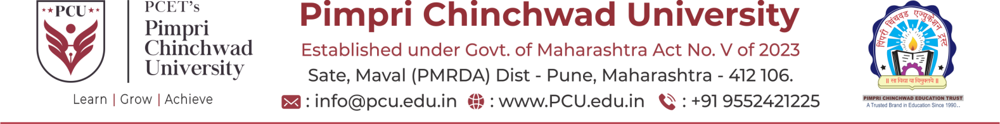 PCU
PCET's
Pimpri
Chinchwad
University
Learn | Grow | Achieve
Pimpri Chinchwad University
Established under Govt. of Maharashtra Act No. V of 2023
Sate, Maval (PMRDA) Dist - Pune, Maharashtra - 412 106.
: info@pcu.edu.in : www.PCU.edu.in : +91 9552421225
पिंपरी चिंचवड एज्युकेशन ट्रस्ट
॥ सा विद्या या विमुक्तये ॥
PIMPRI CHINCHWAD EDUCATION TRUST
A Trusted Brand in Education Since 1990..